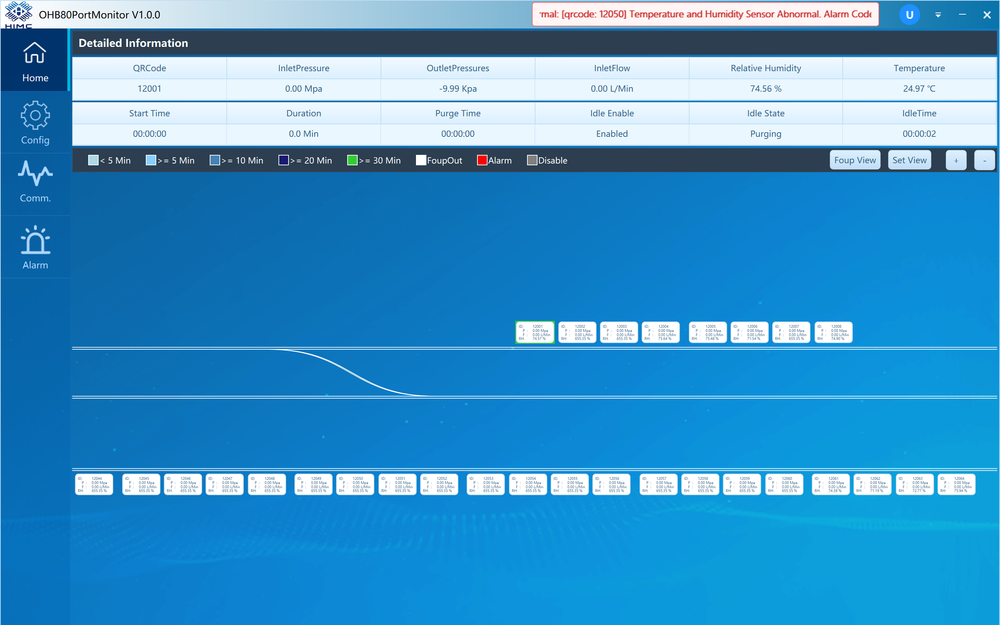 HIMC
OHB80PortMonitor V1.0.0
rmal: [qrcode: 12050] Temperature and Humidity Sensor Abnormal. Alarm Code
U
Home
Config
Comm.
Alarm
Detailed Information
QRCode InletPressure OutletPressures InletFlow Relative Humidity Temperature
12001 0.00 Mpa -9.99 Kpa 0.00 L/Min 74.56 % 24.97 ℃
Start Time Duration Purge Time Idle Enable Idle State IdleTime
00:00:00 0.0 Min 00:00:00 Enabled Purging 00:00:02
< 5 Min >= 5 Min >= 10 Min >= 20 Min >= 30 Min FoupOut Alarm Disable Foup View Set View + -
ID: 12001 ID: 12002 ID: 12003 ID: 12004 ID: 12005 ID: 12006 ID: 12007 ID: 12008
P : 0.00 Mpa P : 0.00 Mpa P : 0.00 Mpa P : 0.00 Mpa P : 0.00 Mpa P : 0.00 Mpa P : 0.00 Mpa P : 0.00 Mpa
F : 0.00 L/Min F : 0.00 L/Min F : 0.00 L/Min F : 0.00 L/Min F : 0.00 L/Min F : 0.00 L/Min F : 0.00 L/Min F : 0.00 L/Min
RH: 74.57 % RH: 655.35 % RH: 655.35 % RH: 75.64 % RH: 75.48 % RH: 71.54 % RH: 655.35 % RH: 74.90 %
ID: 12044 ID: 12045 ID: 12046 ID: 12047 ID: 12048 ID: 12049 ID: 12050 ID: 12051 ID: 12052 ID: 12053 ID: 12054 ID: 12055 ID: 12056 ID: 12057 ID: 12058 ID: 12059 ID: 12060 ID: 12061 ID: 12062 ID: 12063 ID: 12064
P : 0.00 Mpa P : 0.00 Mpa P : 0.00 Mpa P : 0.00 Mpa P : 0.00 Mpa P : 0.00 Mpa P : 0.00 Mpa P : 0.00 Mpa P : 0.00 Mpa P : 0.00 Mpa P : 0.00 Mpa P : 0.00 Mpa P : 0.00 Mpa P : 0.00 Mpa P : 0.00 Mpa P : 0.00 Mpa P : 0.00 Mpa P : 0.00 Mpa P : 0.00 Mpa P : 0.00 Mpa P : 0.00 Mpa
F : 0.00 L/Min F : 0.00 L/Min F : 0.00 L/Min F : 0.00 L/Min F : 0.00 L/Min F : 0.00 L/Min F : 0.00 L/Min F : 0.00 L/Min F : 0.00 L/Min F : 0.00 L/Min F : 0.00 L/Min F : 0.00 L/Min F : 0.00 L/Min F : 0.00 L/Min F : 0.00 L/Min F : 0.00 L/Min F : 0.00 L/Min F : 0.00 L/Min F : 0.00 L/Min F : 0.00 L/Min F : 0.00 L/Min
RH: 655.35 % RH: 655.35 % RH: 655.35 % RH: 655.35 % RH: 655.35 % RH: 655.35 % RH: 655.35 % RH: 655.35 % RH: 655.35 % RH: 655.35 % RH: 655.35 % RH: 655.35 % RH: 655.35 % RH: 655.35 % RH: 655.35 % RH: 655.35 % RH: 655.35 % RH: 74.38 % RH: 71.19 % RH: 72.77 % RH: 75.94 %